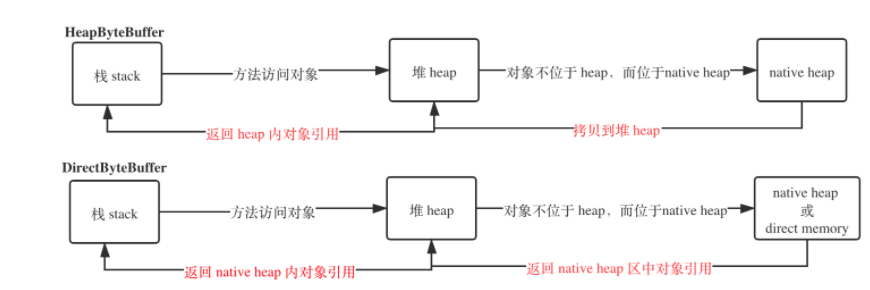 HeapByteBuffer
栈 stack
方法访问对象
堆 heap
对象不位于 heap，而位于native heap
native heap
返回 heap 内对象引用
拷贝到堆 heap
DirectByteBuffer
栈 stack
方法访问对象
堆 heap
对象不位于 heap，而位于native heap
native heap
或
direct memory
返回 native heap 内对象引用
返回 native heap 区中对象引用